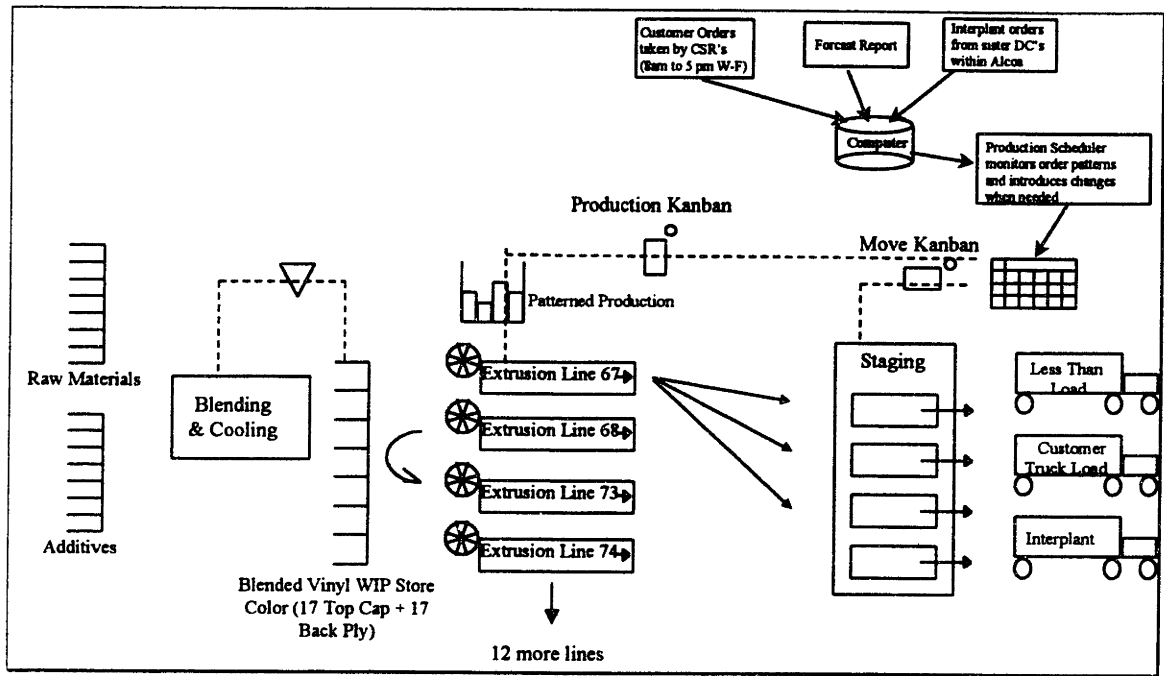 Customer Orders
taken by CSR's
(8am to 5 pm W-F)
Forcast Report
Interplant orders
from sister DC's
within Alcoa
Computer
Production Scheduler
monitors order patterns
and introduces changes
when needed
Production Kanban
Move Kanban
Patterned Production
Raw Materials
Blending
& Cooling
Extrusion Line 67
Extrusion Line 68
Extrusion Line 73
Extrusion Line 74
Staging
Less Than
Load
Customer
Truck Load
Interplant
Additives
Blended Vinyl WIP Store
Color (17 Top Cap + 17
Back Ply)
12 more lines